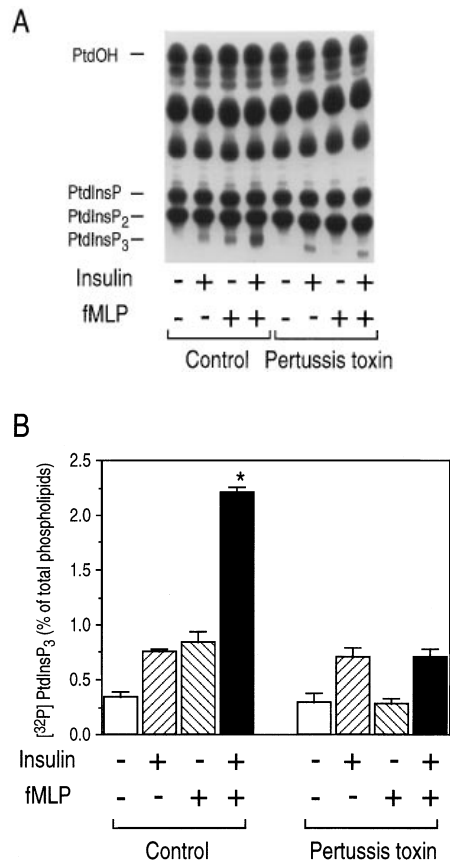 A
PtdOH –
PtdInsP –
PtdInsP2 –
PtdInsP3 –
Insulin - + - + - + - +
fMLP - - + + - - + +
Control Pertussis toxin
B
[32P] PtdInsP3 (% of total phospholipids)
2.5
*
2.0
1.5
1.0
0.5
0.0
Insulin - + - + - + - +
fMLP - - + + - - + +
Control Pertussis toxin